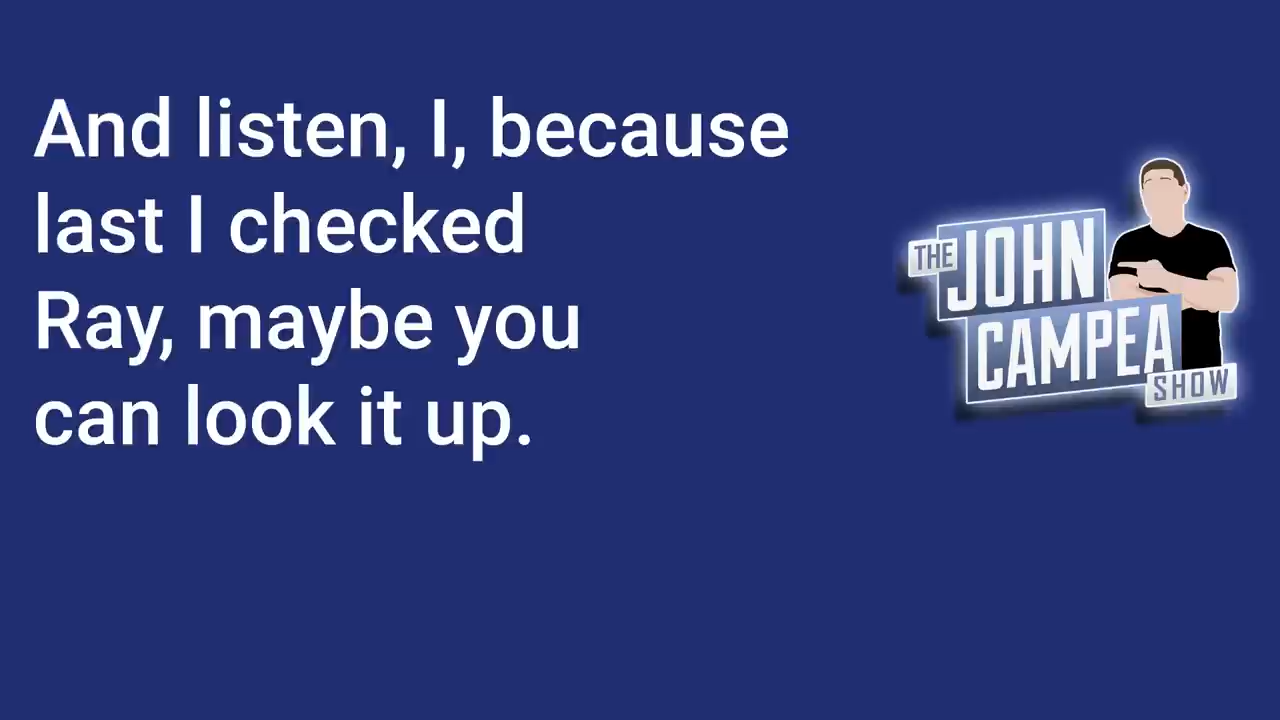 And listen, I, because
last I checked
Ray, maybe you
can look it up.
THE
JOHN
CAMPEA
SHOW